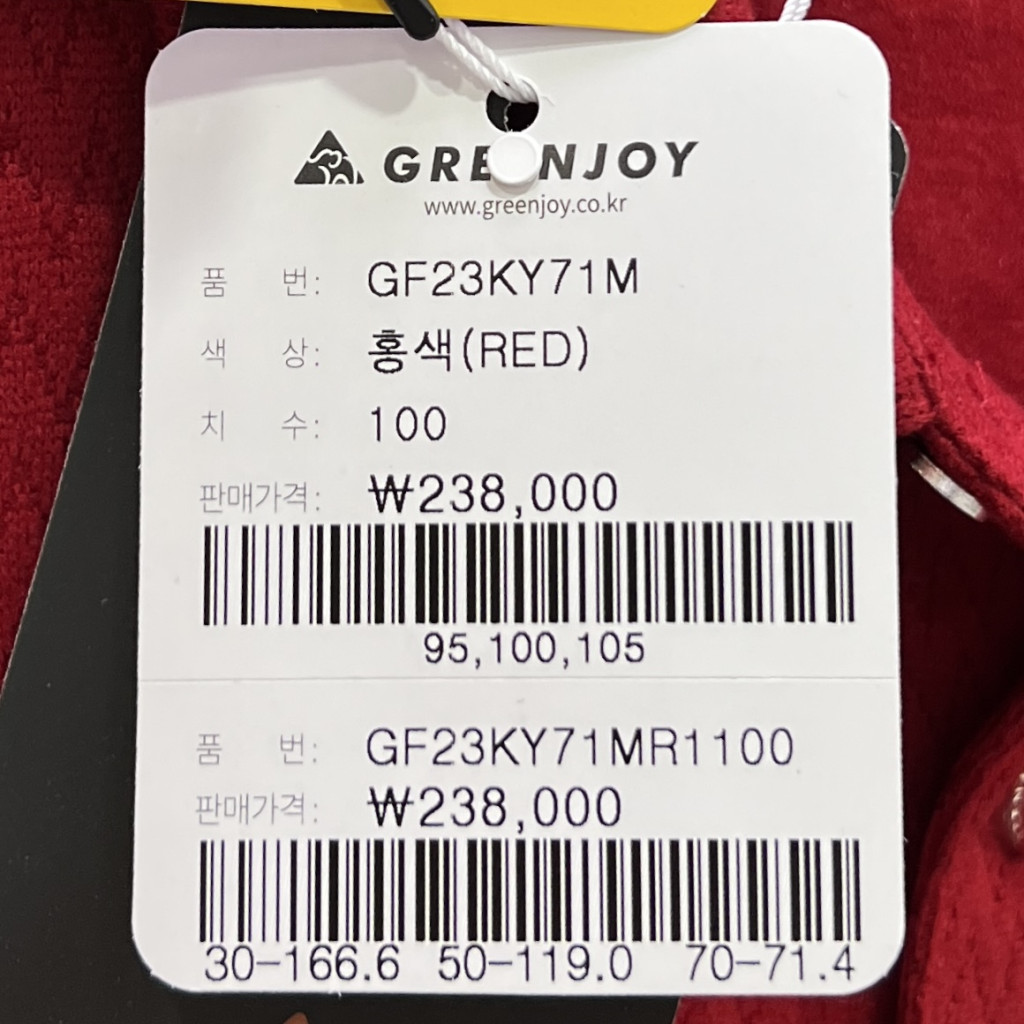 GREENJOY
www.greenjoy.co.kr
품 번: GF23KY71M
색 상: 홍색(RED)
치 수: 100
판매가격: ₩238,000
95,100,105
품 번: GF23KY71MR1100
판매가격: ₩238,000
30-166.6 50-119.0 70-71.4